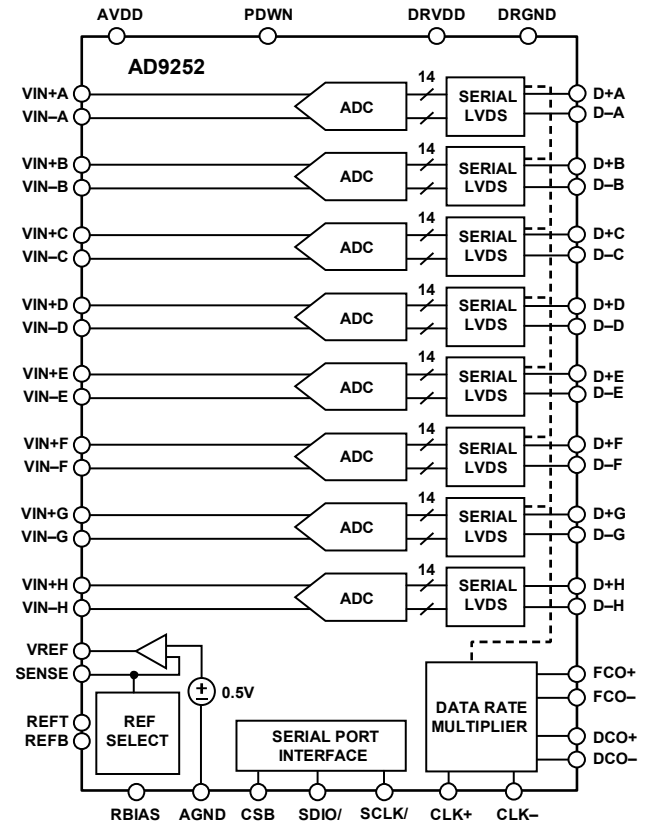 AVDD PDWN DRVDD DRGND
AD9252
VIN+A ADC 14 SERIAL LVDS D+A
VIN–A D–A
VIN+B ADC 14 SERIAL LVDS D+B
VIN–B D–B
VIN+C ADC 14 SERIAL LVDS D+C
VIN–C D–C
VIN+D ADC 14 SERIAL LVDS D+D
VIN–D D–D
VIN+E ADC 14 SERIAL LVDS D+E
VIN–E D–E
VIN+F ADC 14 SERIAL LVDS D+F
VIN–F D–F
VIN+G ADC 14 SERIAL LVDS D+G
VIN–G D–G
VIN+H ADC 14 SERIAL LVDS D+H
VIN–H D–H
VREF
SENSE
0.5V
REFT
REFB
REF
SELECT
SERIAL PORT
INTERFACE
DATA RATE
MULTIPLIER
FCO+
FCO–
DCO+
DCO–
RBIAS AGND CSB SDIO/ SCLK/ CLK+ CLK–